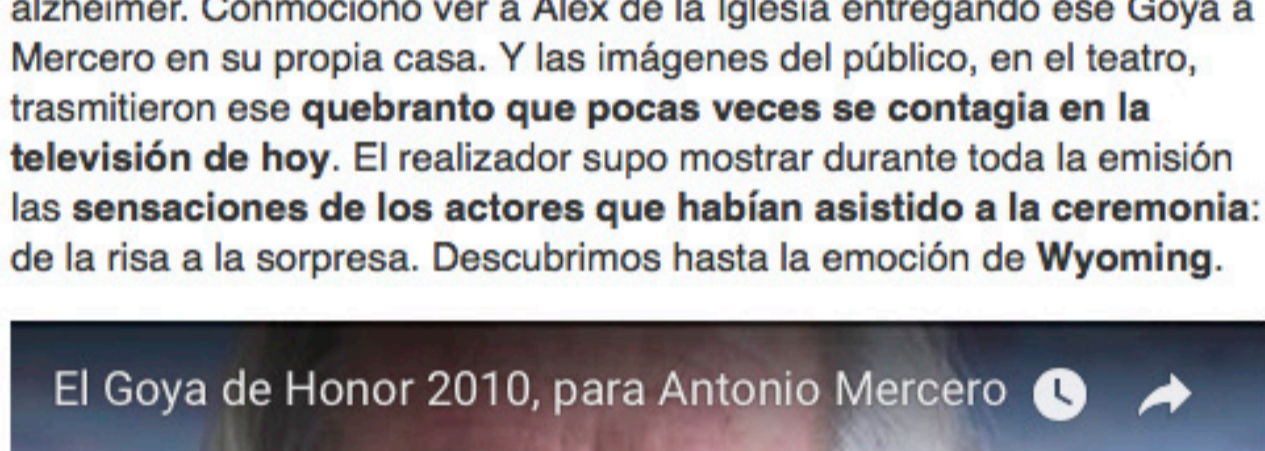 alzheimer. Conmocionó ver a Álex de la Iglesia entregando ese Goya a
Mercero en su propia casa. Y las imágenes del público, en el teatro,
trasmitieron ese quebranto que pocas veces se contagia en la
televisión de hoy. El realizador supo mostrar durante toda la emisión
las sensaciones de los actores que habían asistido a la ceremonia:
de la risa a la sorpresa. Descubrimos hasta la emoción de Wyoming.
El Goya de Honor 2010, para Antonio Mercero